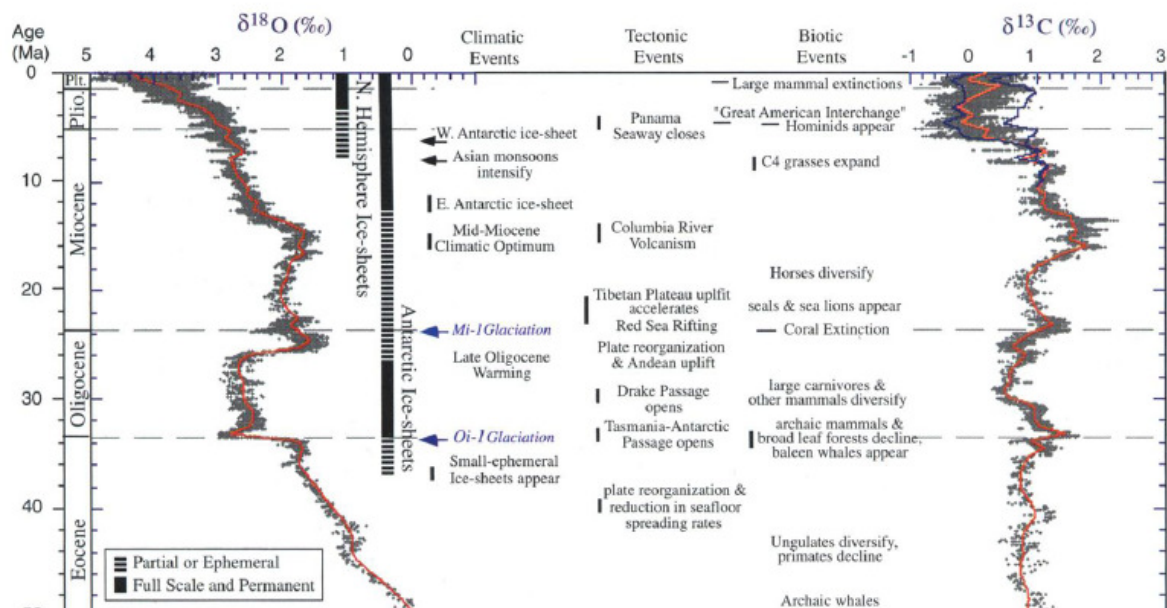 δ18O (‰)
Climatic
Events
Tectonic
Events
Biotic
Events
δ13C (‰)
Age
(Ma)
5 4 3 2 1 0
-1 0 1 2 3
0
10
20
30
40
Plt.
Plio.
Miocene
Oligocene
Eocene
N. Hemisphere Ice-sheets
Antarctic Ice-sheets
W. Antarctic ice-sheet
Asian monsoons
intensify
E. Antarctic ice-sheet
Mid-Miocene
Climatic Optimum
Mi-1Glaciation
Late Oligocene
Warming
Oi-1Glaciation
Small-ephemeral
Ice-sheets appear
Panama
Seaway closes
Columbia River
Volcanism
Tibetan Plateau uplfit
accelerates
Red Sea Rifting
Plate reorganization
& Andean uplift
Drake Passage
opens
Tasmania-Antarctic
Passage opens
plate reorganization &
reduction in seafloor
spreading rates
Large mammal extinctions
"Great American Interchange"
Hominids appear
C4 grasses expand
Horses diversify
seals & sea lions appear
Coral Extinction
large carnivores &
other mammals diversify
archaic mammals &
broad leaf forests decline,
baleen whales appear
Ungulates diversify,
primates decline
Archaic whales
Partial or Ephemeral
Full Scale and Permanent